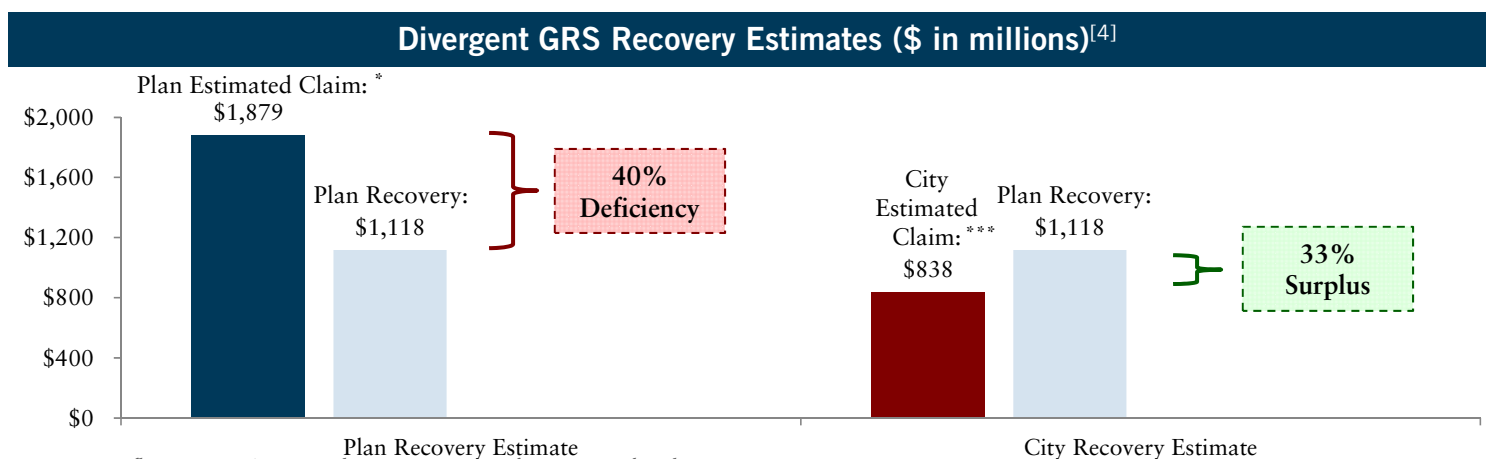 Divergent GRS Recovery Estimates ($ in millions)[4]
Plan Estimated Claim: *
$1,879
$2,000
$1,600
$1,200
$800
$400
$0
Plan Recovery:
$1,118
40%
Deficiency
City
Estimated
Claim: ***
$838
Plan Recovery:
$1,118
33%
Surplus
Plan Recovery Estimate
City Recovery Estimate